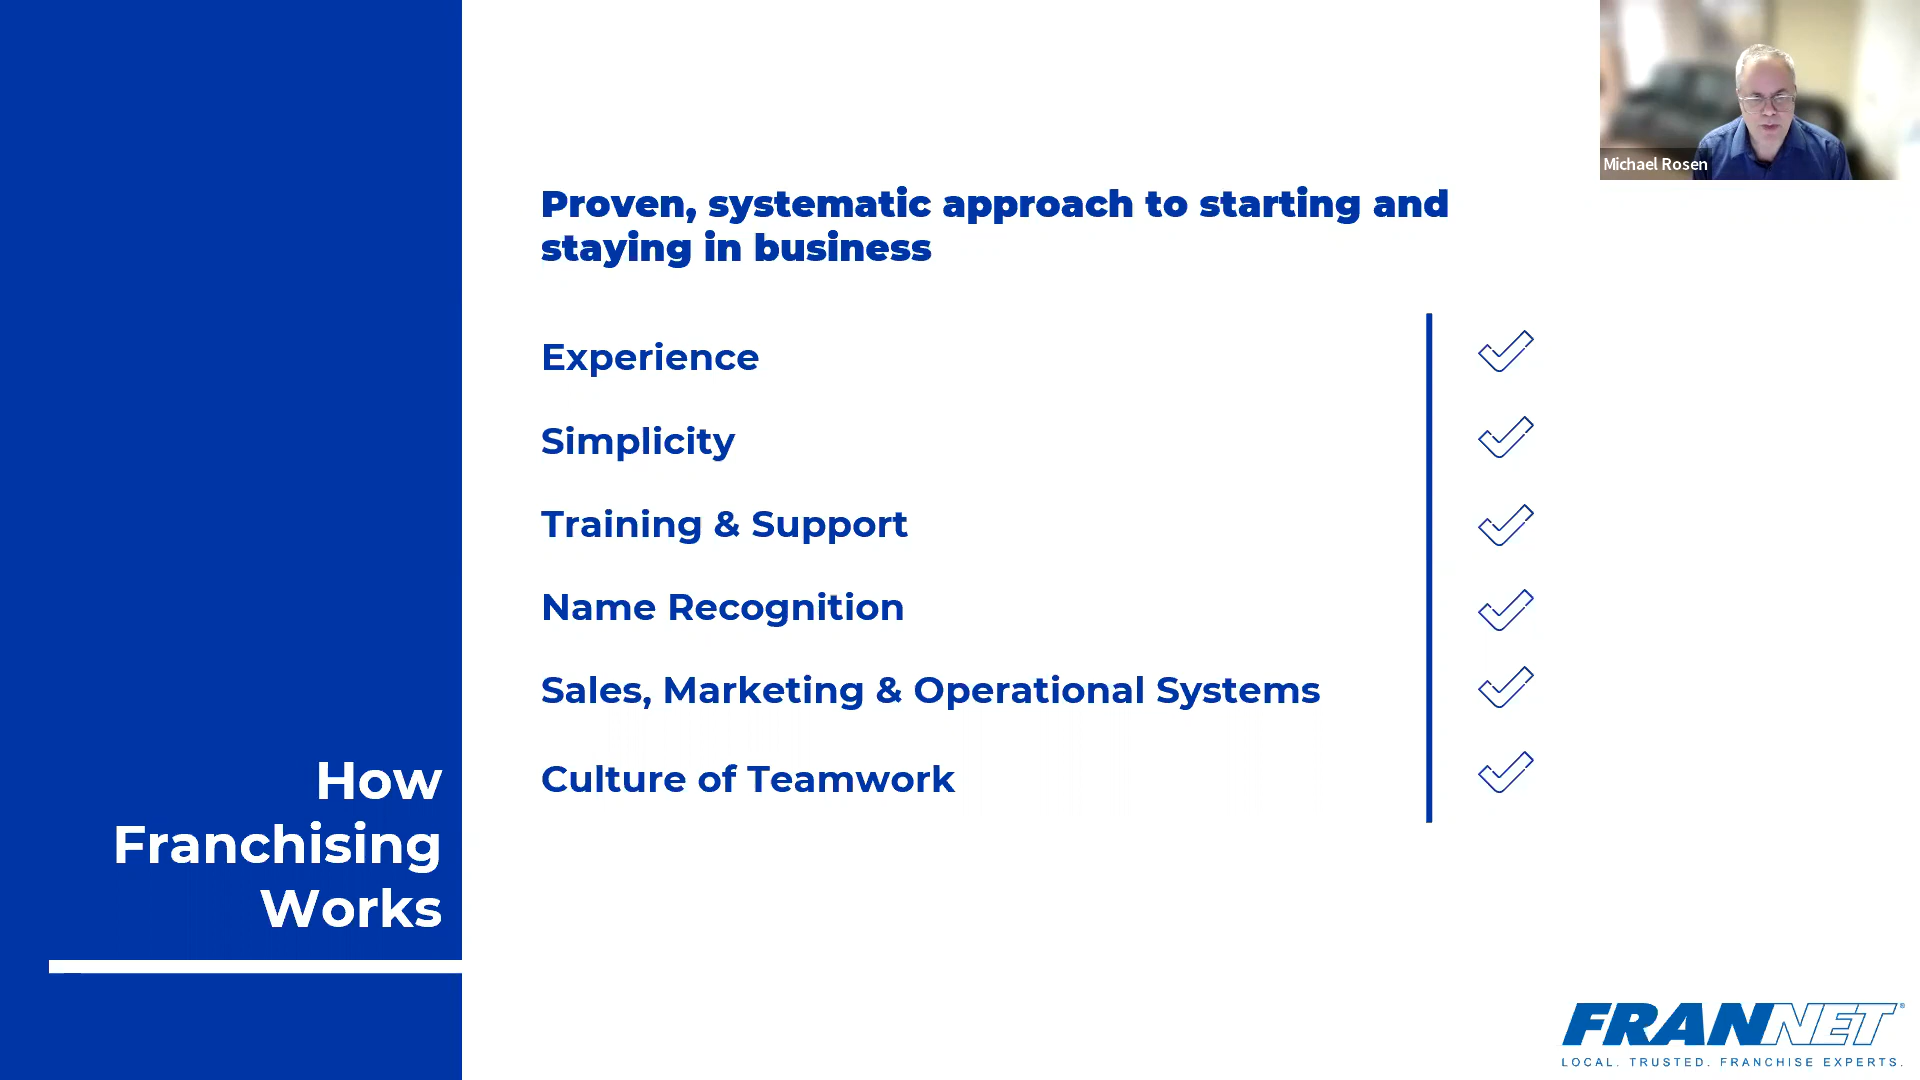 Michael Rosen
Proven, systematic approach to starting and
staying in business
Experience
Simplicity
Training & Support
Name Recognition
Sales, Marketing & Operational Systems
Culture of Teamwork
How
Franchising
Works
FRANNET®
LOCAL. TRUSTED. FRANCHISE EXPERTS.